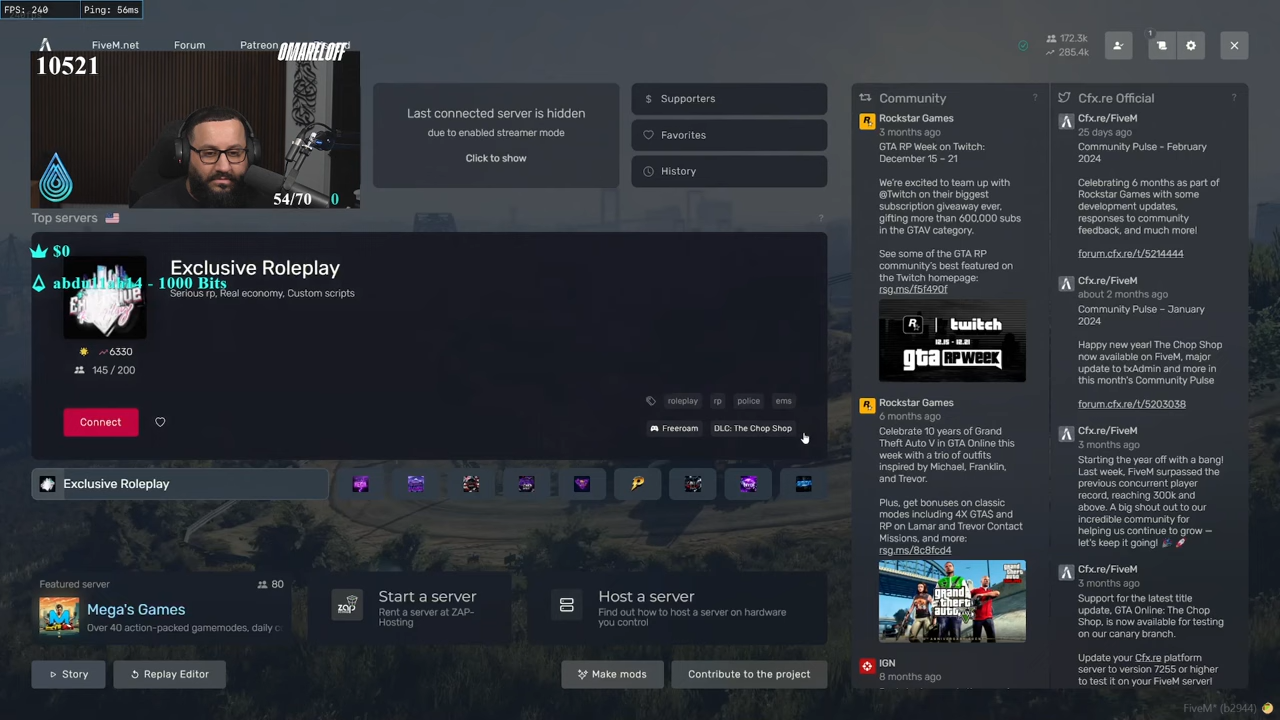 FPS: 240
Ping: 56ms
FiveM.net
Forum
Patreon
OMARELOFT
10521
54/70
0
172.3k
285.4k
1
Last connected server is hidden
due to enabled streamer mode
Click to show
$ Supporters
Favorites
History
Top servers
?
$0
abdullah14 - 1000 Bits
Exclusive Roleplay
Serious rp, Real economy, Custom scripts
6330
145 / 200
Connect
roleplay
rp
police
ems
Freeroam
DLC: The Chop Shop
Exclusive Roleplay
Featured server
80
Mega's Games
Over 40 action-packed gamemodes, daily c
ZAP
Start a server
Rent a server at ZAP-
Hosting
Host a server
Find out how to host a server on hardware
you control
Story
Replay Editor
Make mods
Contribute to the project
Community
?
Rockstar Games
3 months ago
GTA RP Week on Twitch:
December 15 – 21
We're excited to team up with
@Twitch on their biggest
subscription giveaway ever,
gifting more than 600,000 subs
in the GTAV category.
See some of the GTA RP
community's best featured on
the Twitch homepage:
rsg.ms/f5f490f
twitch
12.15 - 12.21
gta RP WEEK
Rockstar Games
6 months ago
Celebrate 10 years of Grand
Theft Auto V in GTA Online this
week with a trio of outfits
inspired by Michael, Franklin,
and Trevor.
Plus, get bonuses on classic
modes including 4X GTA$ and
RP on Lamar and Trevor Contact
Missions, and more:
rsg.ms/8c8fcd4
grand
theft
auto
IGN
8 months ago
Cfx.re Official
?
Cfx.re/FiveM
25 days ago
Community Pulse - February
2024
Celebrating 6 months as part of
Rockstar Games with some
development updates,
responses to community
feedback, and much more!
forum.cfx.re/t/5214444
Cfx.re/FiveM
about 2 months ago
Community Pulse – January
2024
Happy new year! The Chop Shop
now available on FiveM, major
update to txAdmin and more in
this month's Community Pulse
forum.cfx.re/t/5203038
Cfx.re/FiveM
3 months ago
Starting the year off with a bang!
Last week, FiveM surpassed the
previous concurrent player
record, reaching 300k and
above. A big shout out to our
incredible community for
helping us continue to grow —
let's keep it going!
Cfx.re/FiveM
3 months ago
Support for the latest title
update, GTA Online: The Chop
Shop, is now available for testing
on our canary branch.
Update your Cfx.re platform
server to version 7255 or higher
to test it on your FiveM server!
FiveM* (b2944)